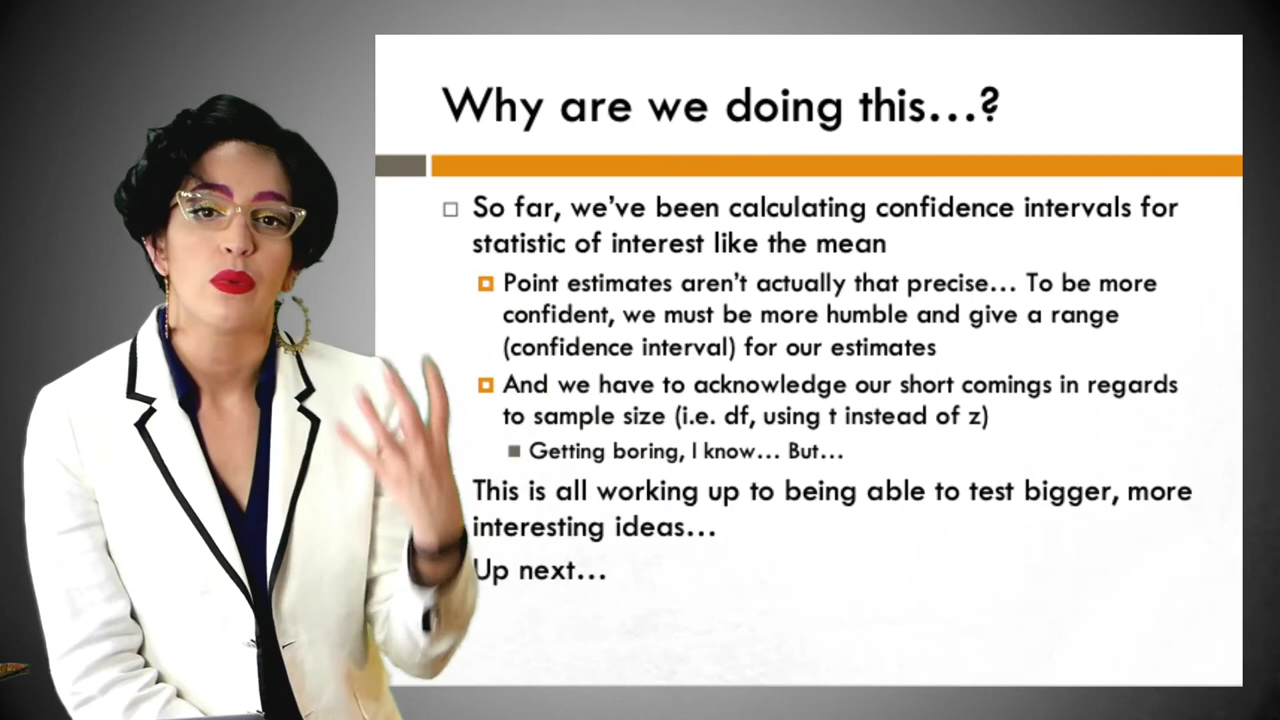 Why are we doing this...?
So far, we've been calculating confidence intervals for
statistic of interest like the mean
Point estimates aren't actually that precise... To be more
confident, we must be more humble and give a range
(confidence interval) for our estimates
And we have to acknowledge our short comings in regards
to sample size (i.e. df, using t instead of z)
Getting boring, I know... But...
This is all working up to being able to test bigger, more
interesting ideas...
Up next...